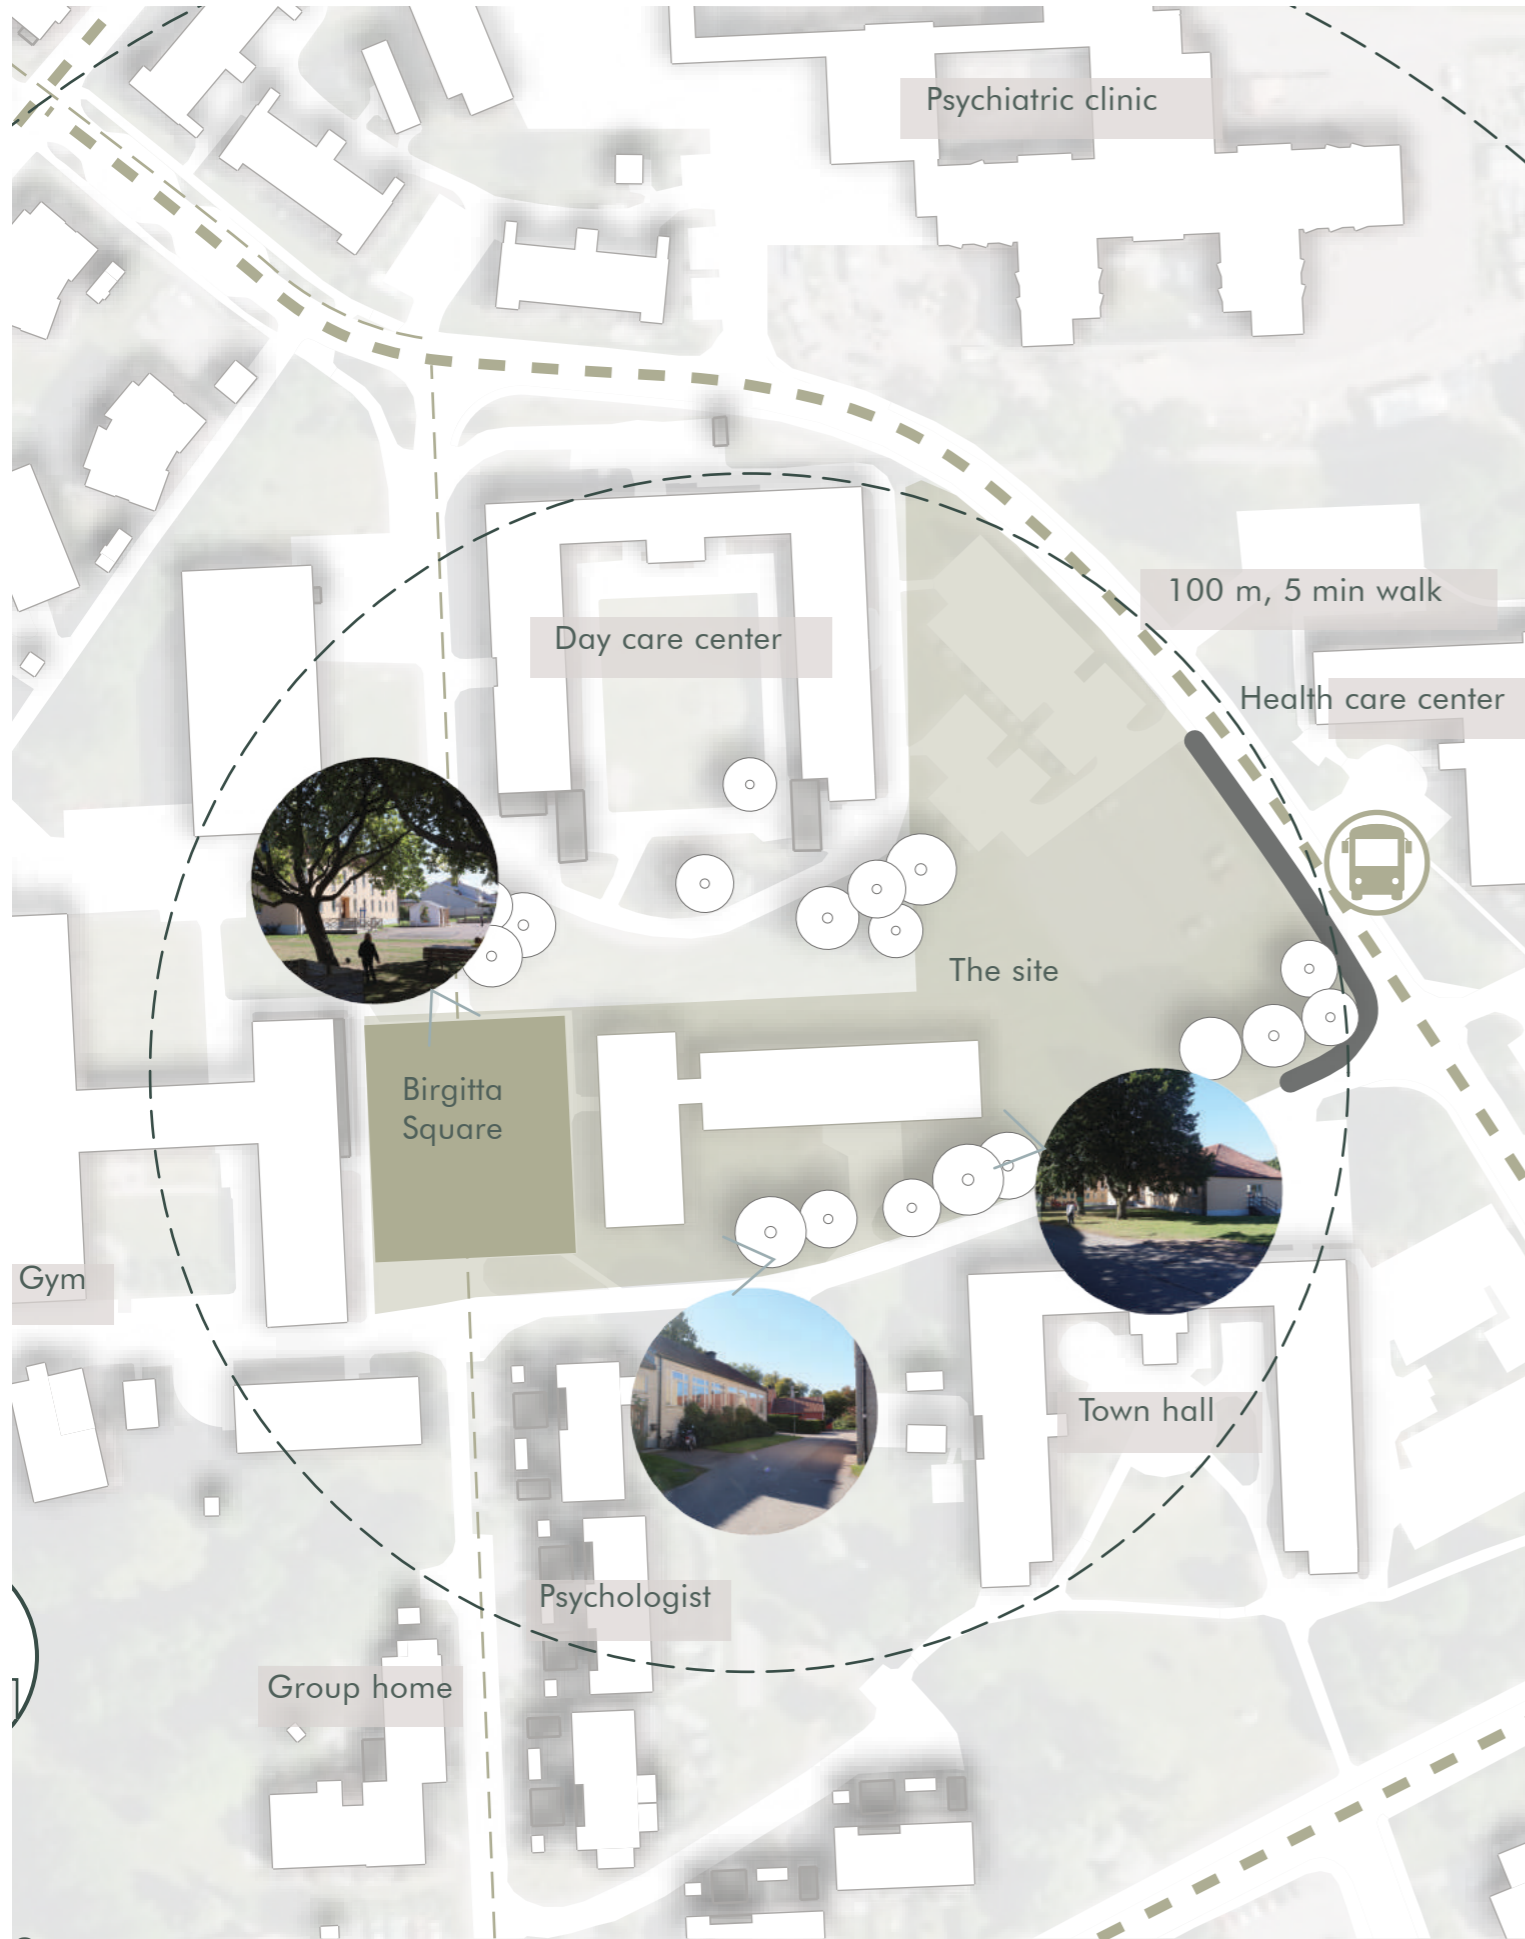 Psychiatric clinic
100 m, 5 min walk
Day care center
Health care center
The site
Birgitta
Square
Gym
Town hall
Psychologist
Group home